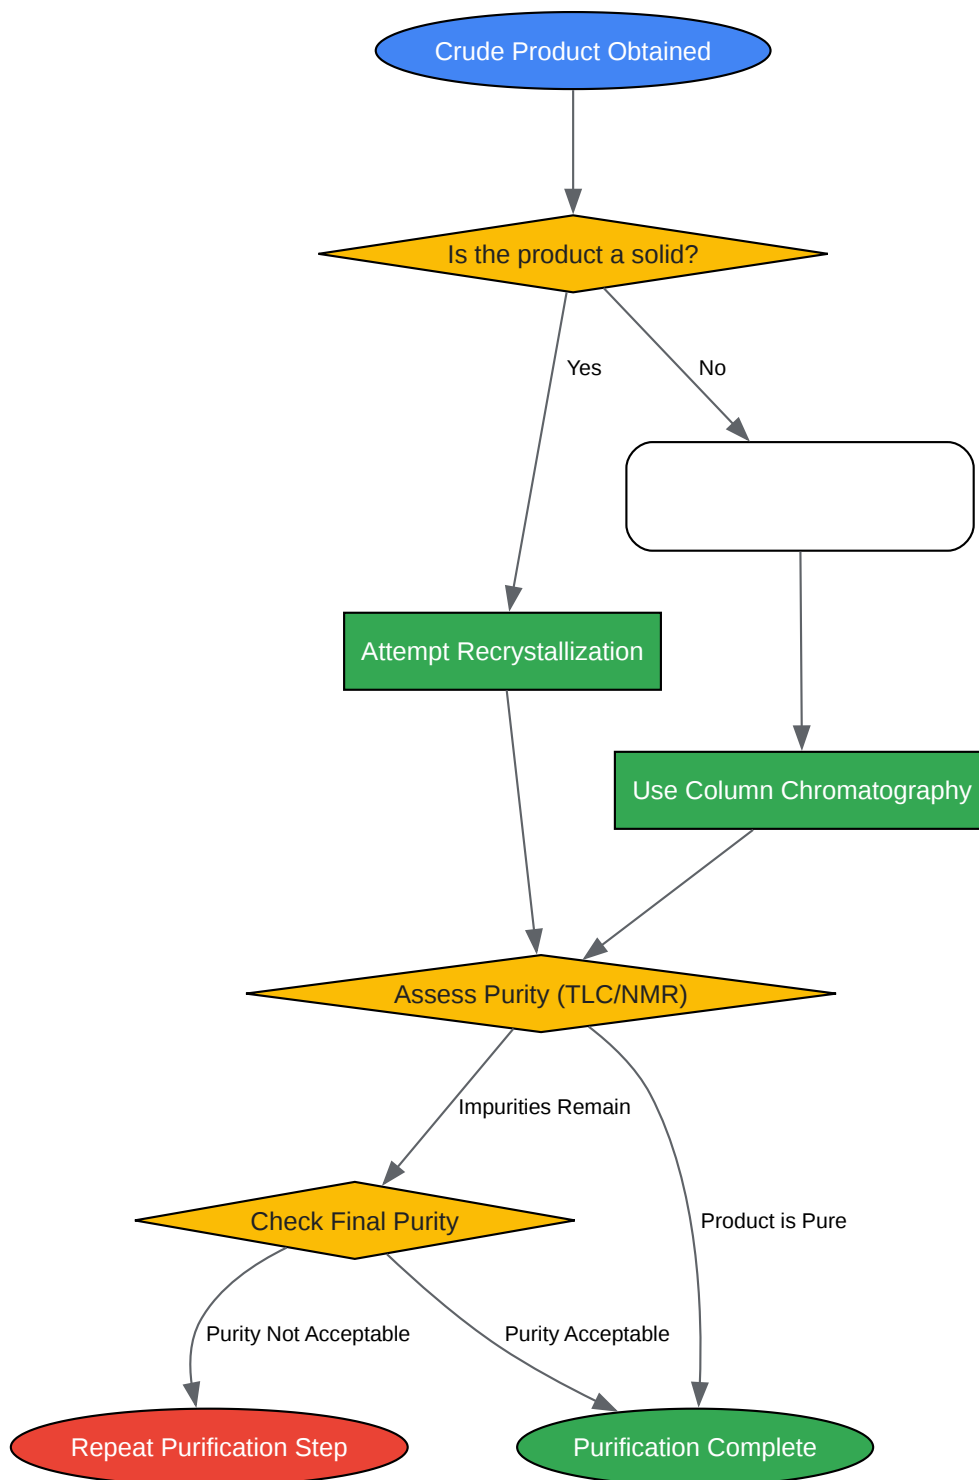 Crude Product Obtained
Is the product a solid?
Yes
No
Attempt Recrystallization
Use Column Chromatography
Assess Purity (TLC/NMR)
Impurities Remain
Check Final Purity
Product is Pure
Purity Not Acceptable
Purity Acceptable
Repeat Purification Step
Purification Complete